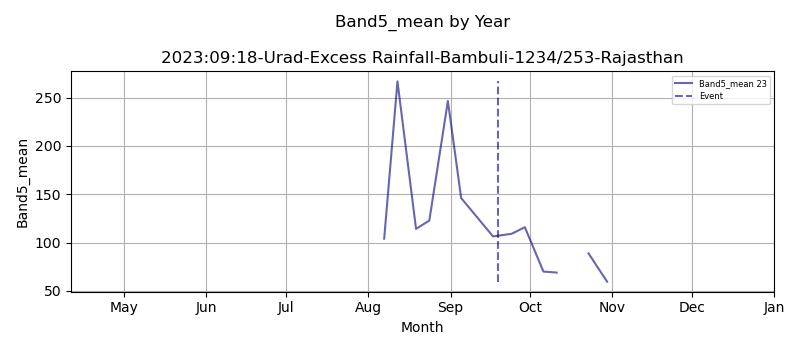 Band5_mean by Year
2023:09:18-Urad-Excess Rainfall-Bambuli-1234/253-Rajasthan
Band5_mean 23
Event
250
200
150
100
50
Band5_mean
May Jun Jul Aug Sep Oct Nov Dec Jan
Month